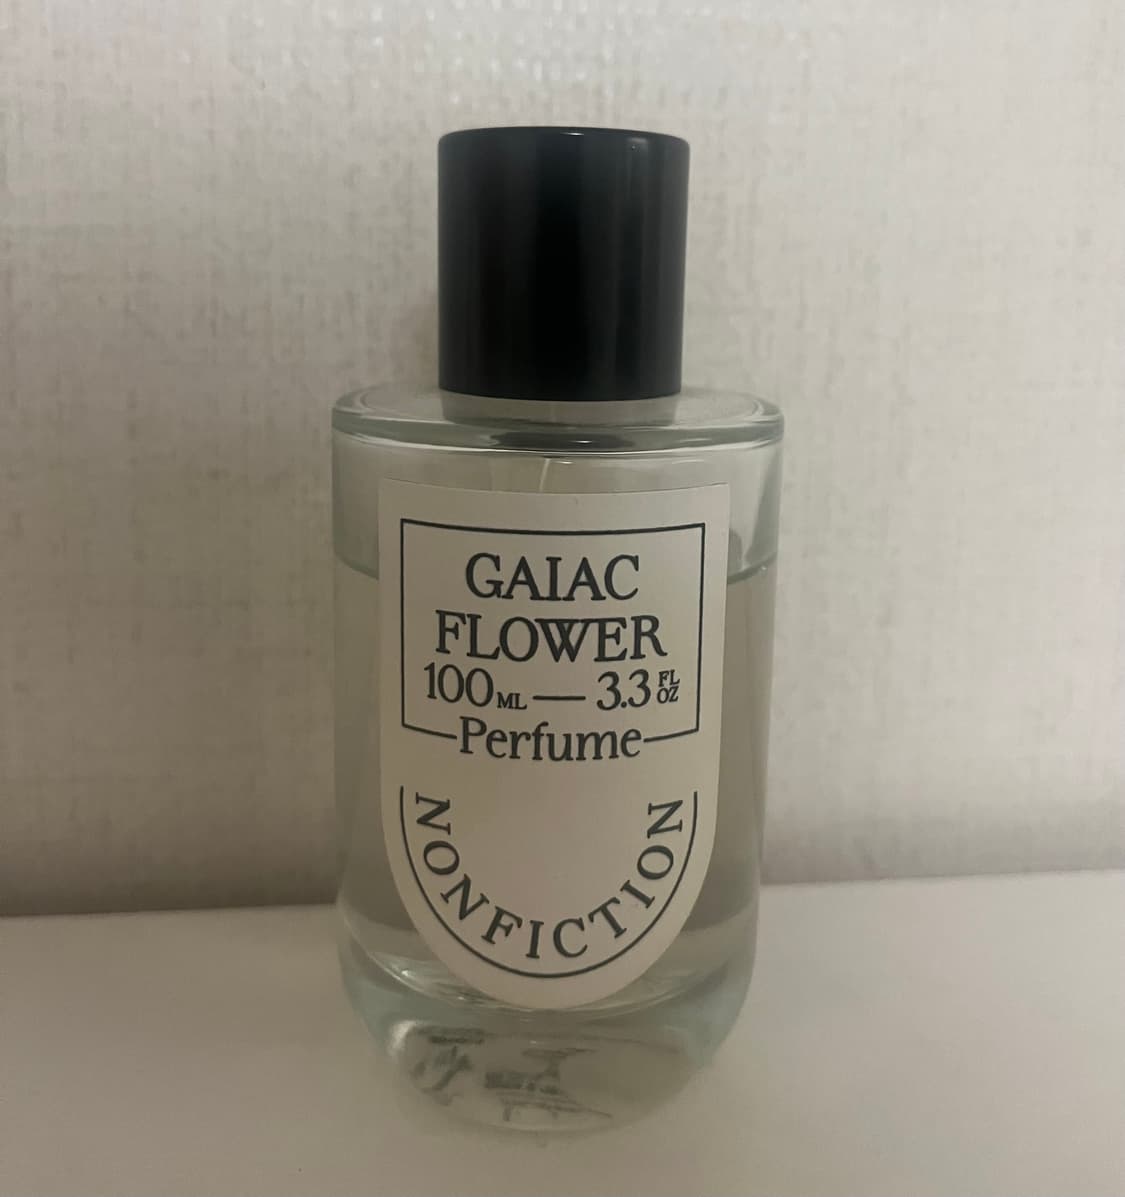 GAIAC
FLOWER
100ML — 3.3 FL OZ
Perfume
NONFICTION